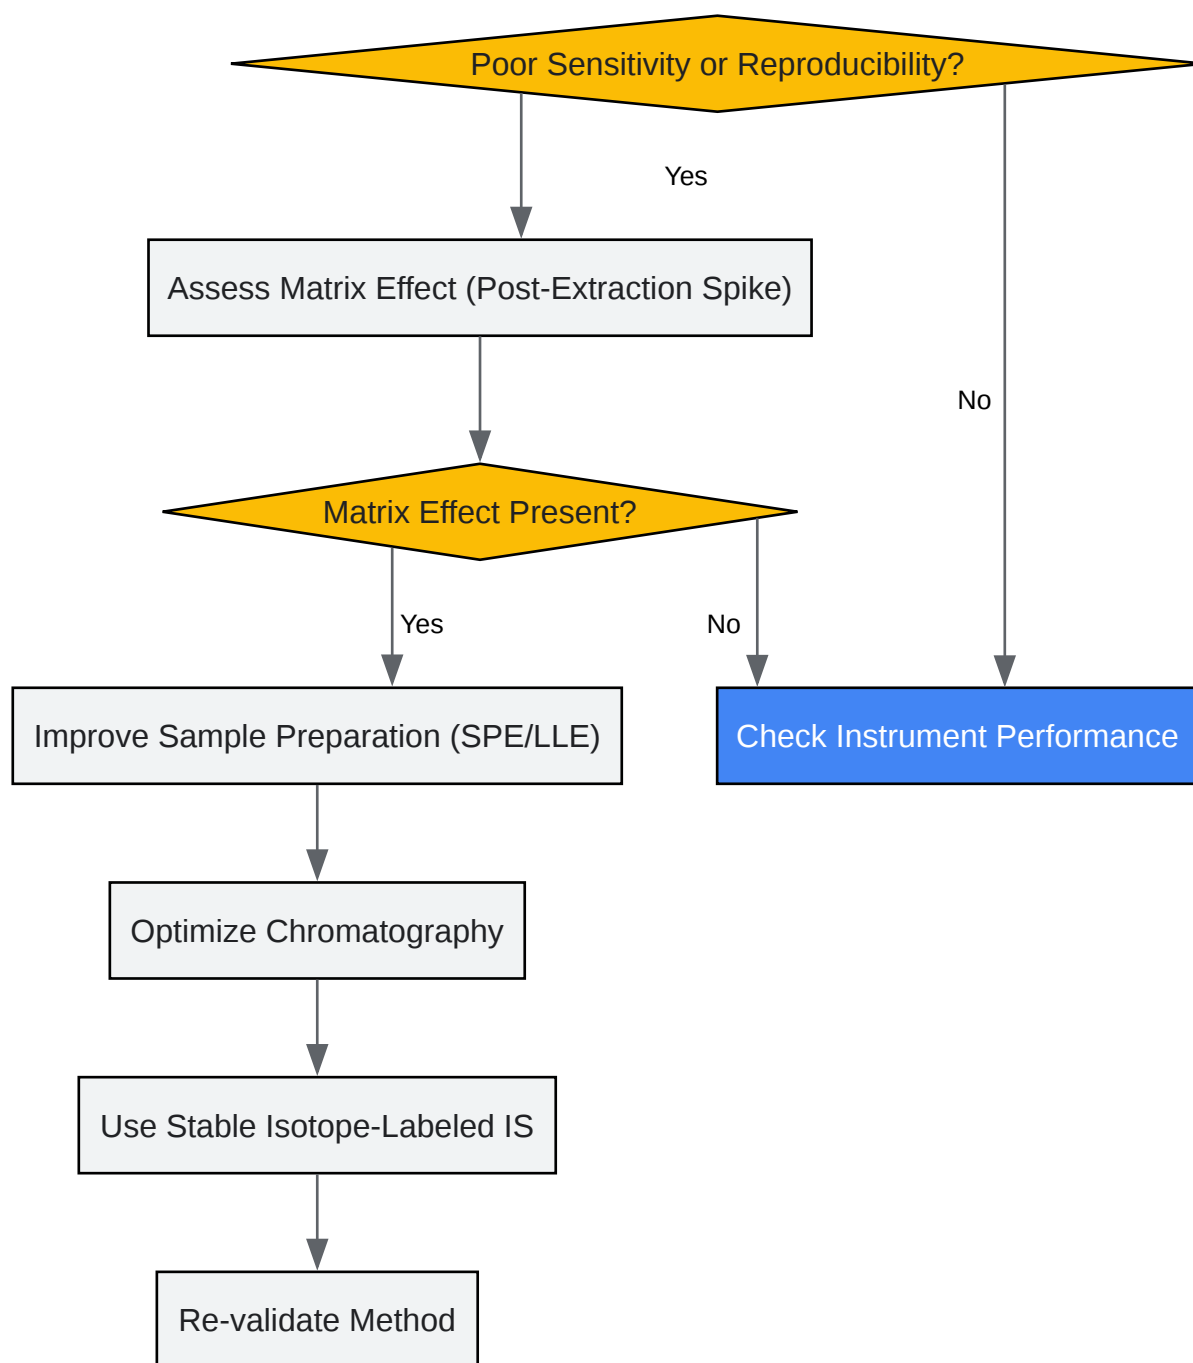 Poor Sensitivity or Reproducibility?
Yes
Assess Matrix Effect (Post-Extraction Spike)
No
Matrix Effect Present?
Yes
No
Improve Sample Preparation (SPE/LLE)
Check Instrument Performance
Optimize Chromatography
Use Stable Isotope-Labeled IS
Re-validate Method